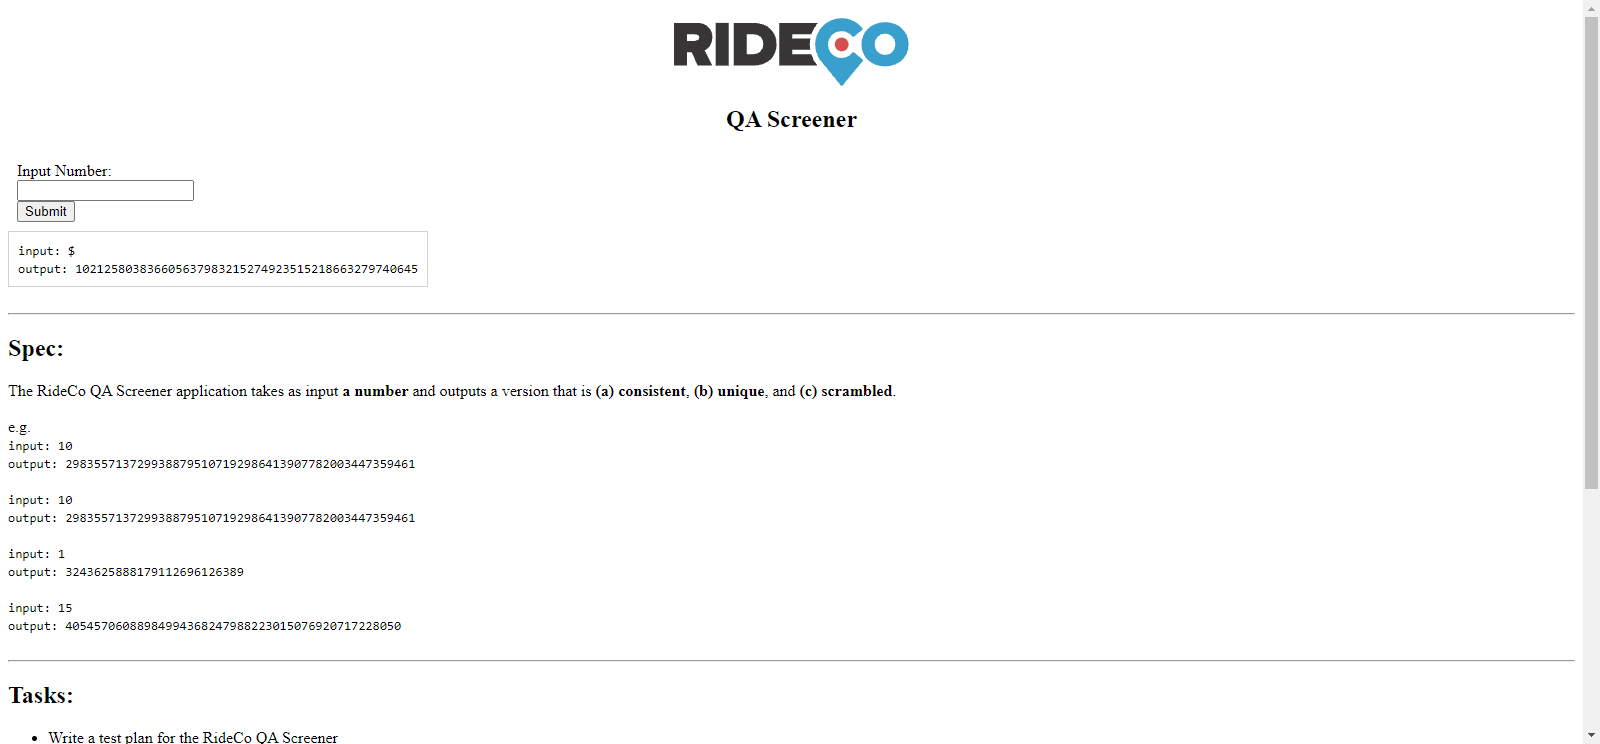 RIDECO
QA Screener
Input Number:
Submit
input: $
output: 102125803836605637983215274923515218663279740645
Spec:
The RideCo QA Screener application takes as input a number and outputs a version that is (a) consistent, (b) unique, and (c) scrambled.
e.g.
input: 10
output: 2983557137299388795107192986413907782003447359461
input: 10
output: 2983557137299388795107192986413907782003447359461
input: 1
output: 3243625888179112696126389
input: 15
output: 40545706088984994368247988223015076920717228050
Tasks:
• Write a test plan for the RideCo QA Screener